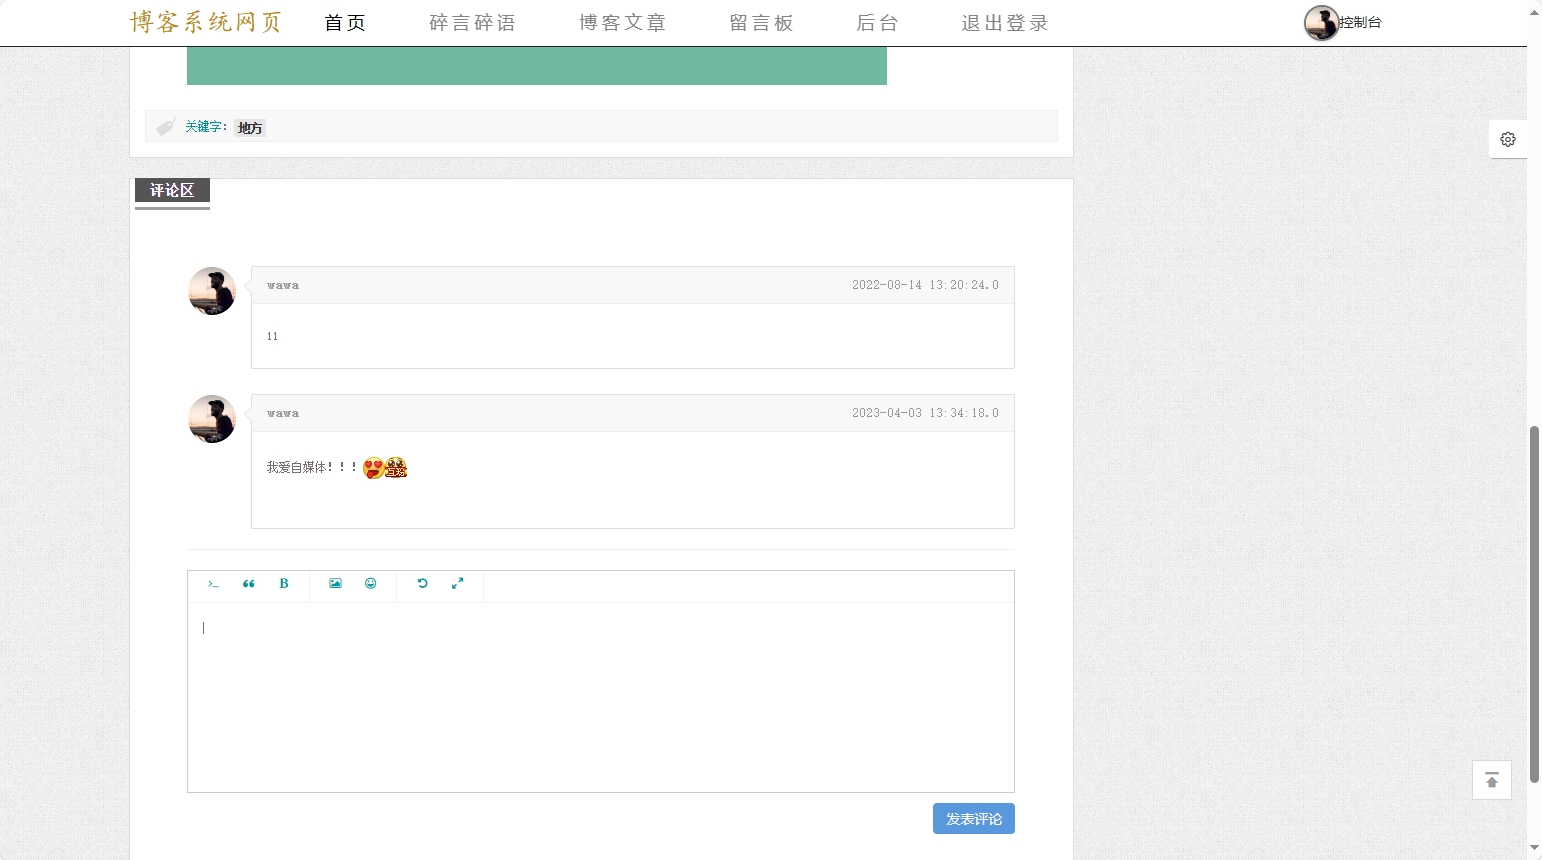 博客系统网页 首页 碎言碎语 博客文章 留言板 后台 退出登录 控制台
关键字： 地方
评论区
wawa 2022-08-14 13:20:24.0
11
wawa 2023-04-03 13:34:18.0
我爱自媒体！！！ 互粉
B
发表评论